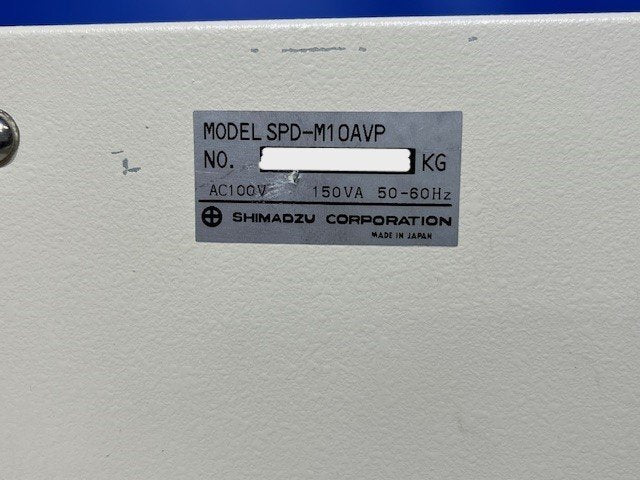 MODEL SPD-M10AVP
NO. KG
AC100V 150VA 50-60Hz
SHIMADZU CORPORATION
MADE IN JAPAN